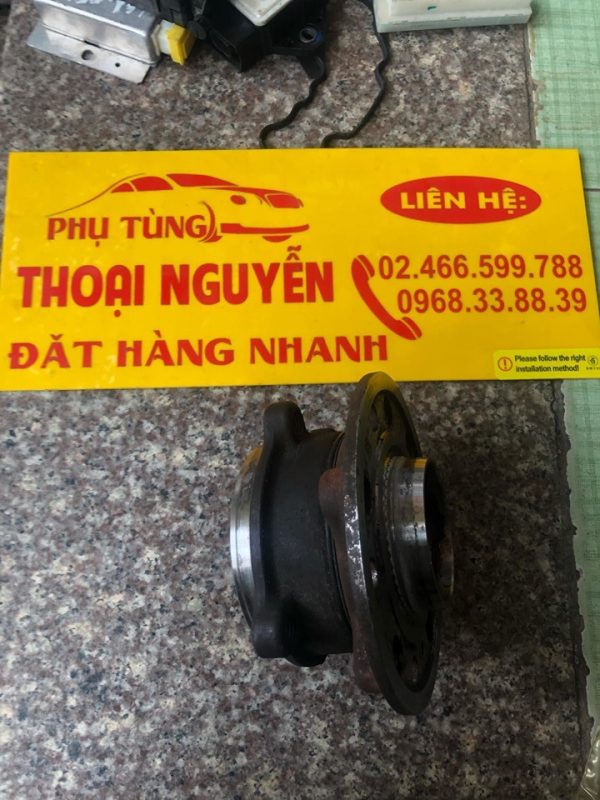 PHỤ TÙNG
THOẠI NGUYỄN
ĐẶT HÀNG NHANH
LIÊN HỆ:
02.466.599.788
0968.33.88.39
Please follow the right
installation method!